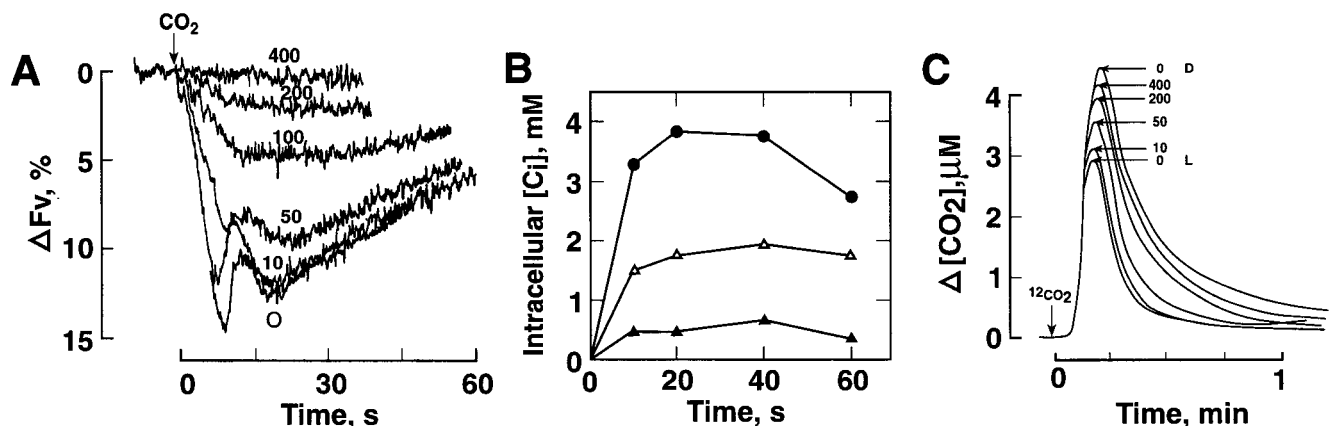 A
CO₂
ΔFv, %
0
5
10
15
400
200
100
50
10
O
0
30
60
Time, s
B
Intracellular [Ci], mM
4
3
2
1
0
0
20
40
60
Time, s
C
Δ[CO2],µM
4
3
2
1
0
0 D
400
200
50
10
0 L
¹²CO₂
0
1
Time, min